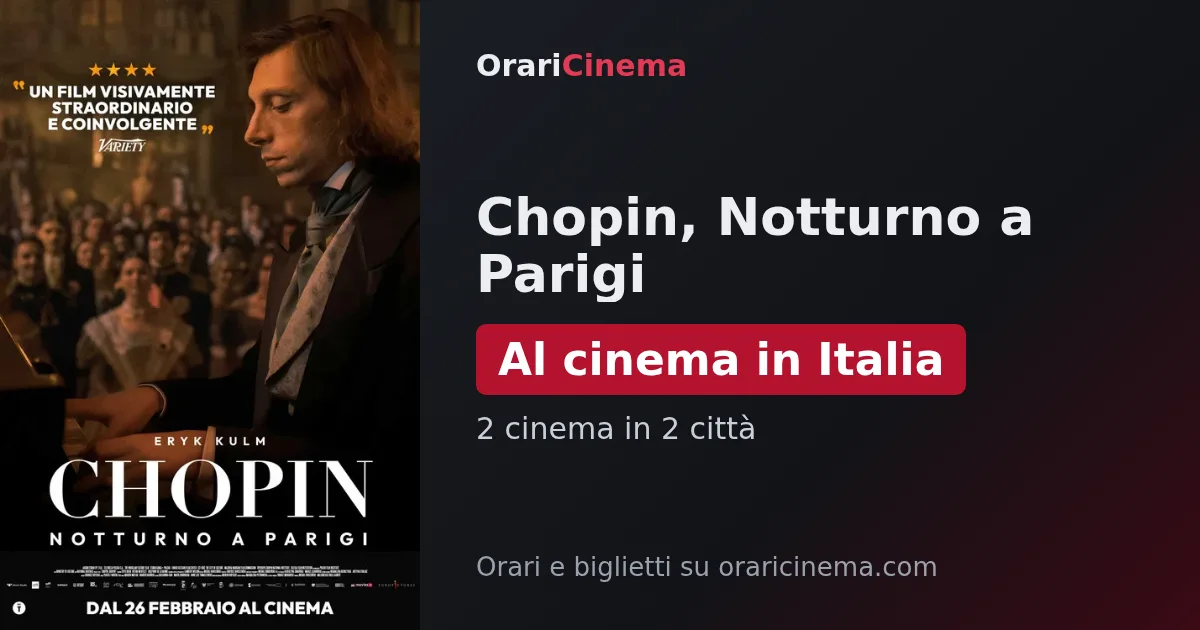 UN FILM VISIVAMENTE
STRAORDINARIO
E COINVOLGENTE
VARIETY
ERYK KULM
CHOPIN
NOTTURNO A PARIGI
DAL 26 FEBBRAIO AL CINEMA
OrariCinema
Chopin, Notturno a
Parigi
Al cinema in Italia
2 cinema in 2 città
Orari e biglietti su oraricinema.com